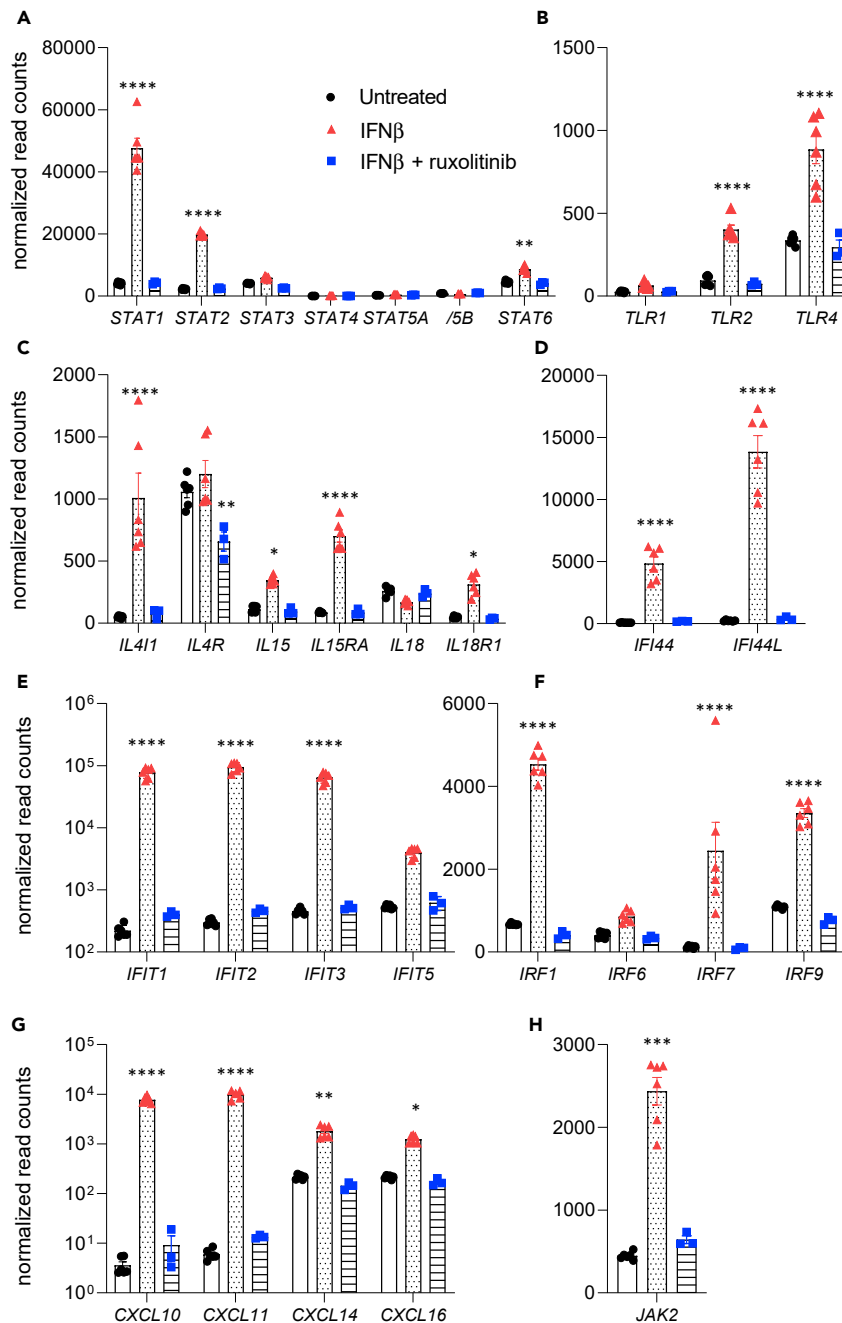 A
normalized read counts
80000
60000
40000
20000
0
****
****
**
Untreated
IFNβ
IFNβ + ruxolitinib
STAT1 STAT2 STAT3 STAT4 STAT5A /5B STAT6
B
1500
1000
500
0
****
****
TLR1 TLR2 TLR4
C
normalized read counts
2000
1500
1000
500
0
****
**
*
****
*
IL4I1 IL4R IL15 IL15RA IL18 IL18R1
D
20000
15000
10000
5000
0
****
****
IFI44 IFI44L
E
normalized read counts
10⁶
10⁵
10⁴
10³
10²
**** **** ****
IFIT1 IFIT2 IFIT3 IFIT5
F
6000
4000
2000
0
****
****
****
IRF1 IRF6 IRF7 IRF9
G
normalized read counts
10⁵
10⁴
10³
10²
10¹
10⁰
**** **** ** *
CXCL10 CXCL11 CXCL14 CXCL16
H
3000
2000
1000
0
***
JAK2